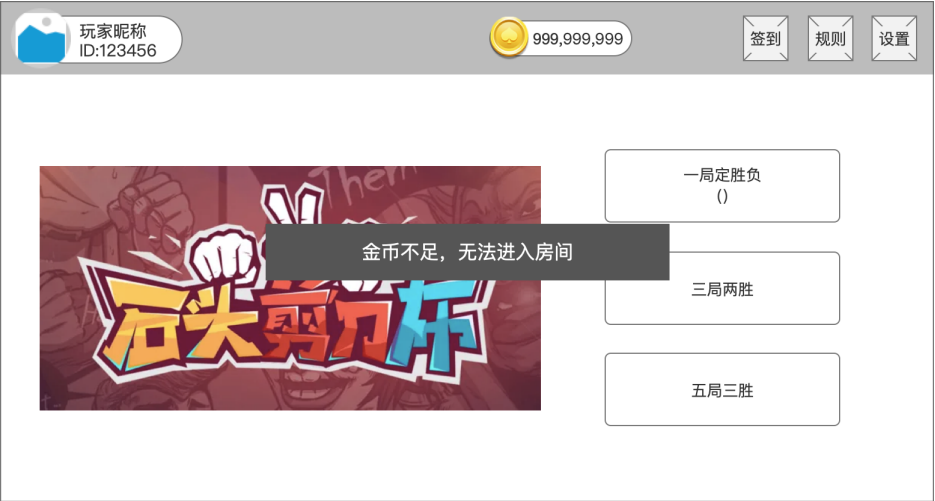 玩家昵称
ID:123456
999,999,999
签到
规则
设置
Them
一局定胜负
()
金币不足，无法进入房间
石头剪刀布
三局两胜
五局三胜